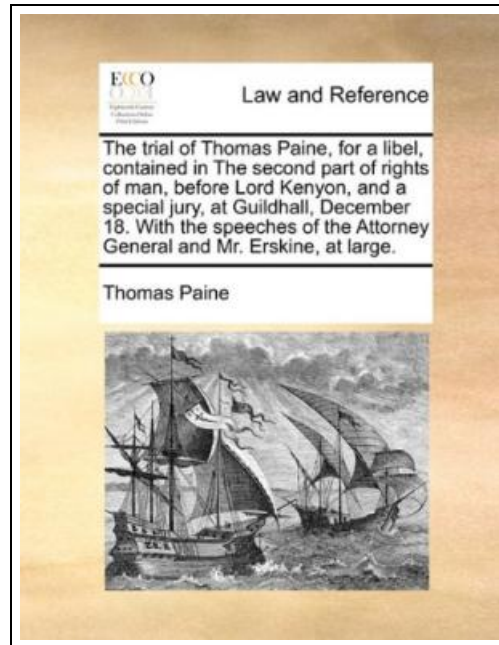 ECCO
Law and Reference
The trial of Thomas Paine, for a libel,
contained in The second part of rights
of man, before Lord Kenyon, and a
special jury, at Guildhall, December
18. With the speeches of the Attorney
General and Mr. Erskine, at large.
Thomas Paine